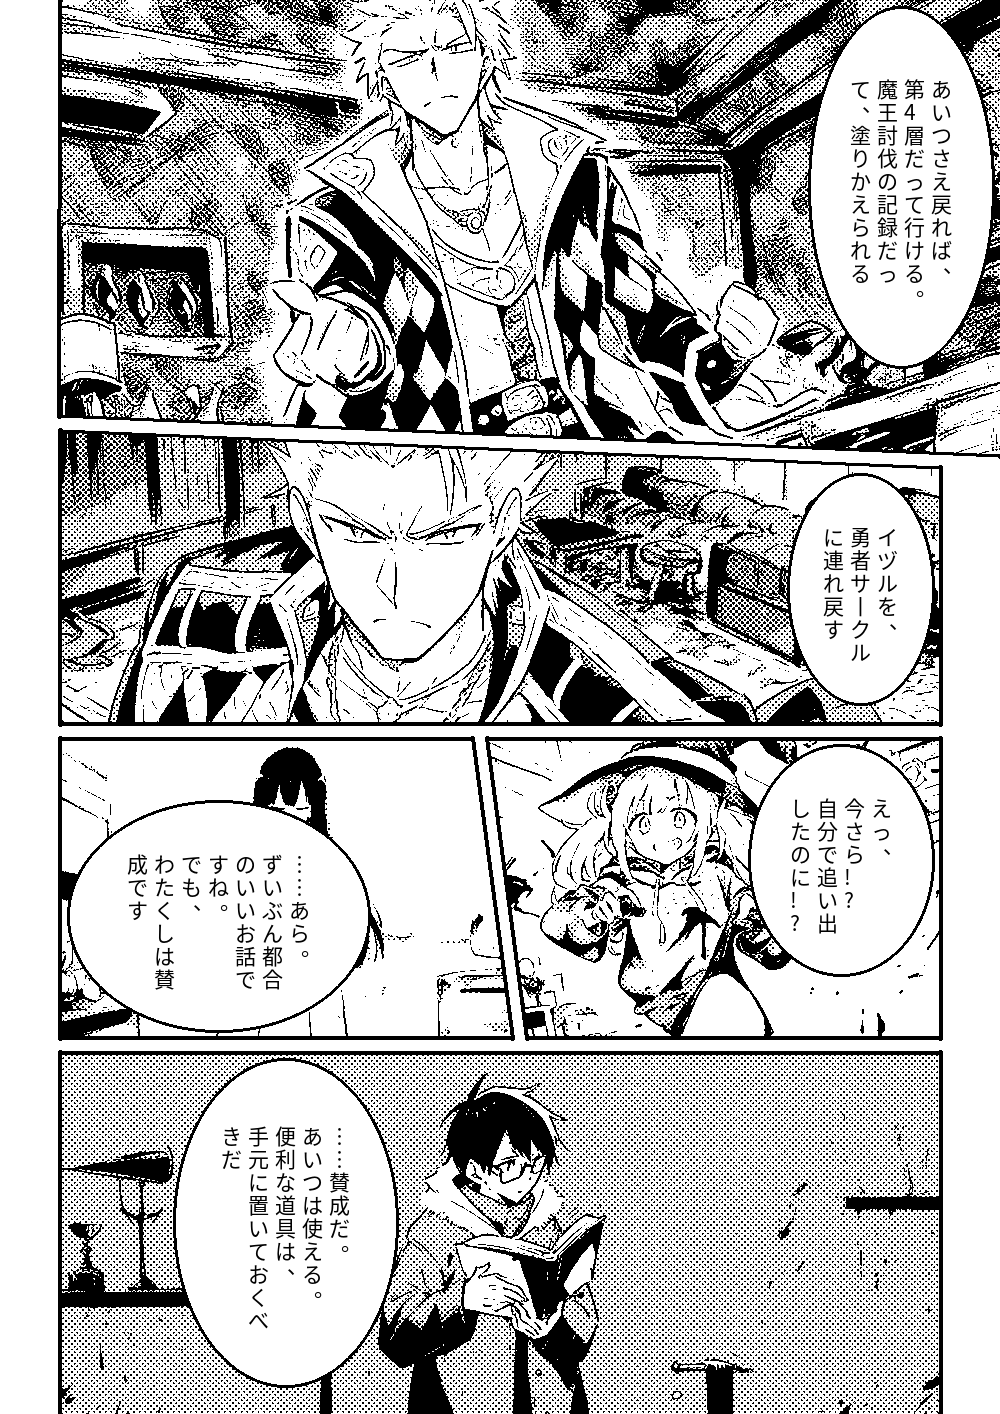 あいつさえ戻れば、
第4層だって行ける。
魔王討伐の記録だっ
て、塗りかえられる
イヅルを、
勇者サークル
に連れ戻す
えっ、
今さら!?
自分で追い出
したのに!?
……あら。
ずいぶん都合
のいいお話で
すね。
でも、
わたくしは賛
成です
……賛成だ。
あいつは使える。
便利な道具は、
手元に置いておくべ
きだ